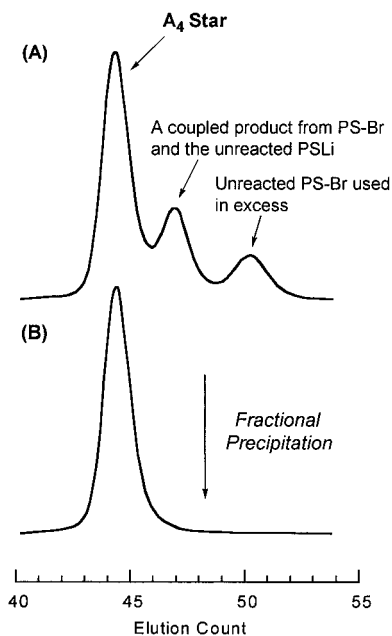 A₄ Star
(A)
A coupled product from PS-Br
and the unreacted PSLi
Unreacted PS-Br used
in excess
(B)
Fractional
Precipitation
40 45 50 55
Elution Count